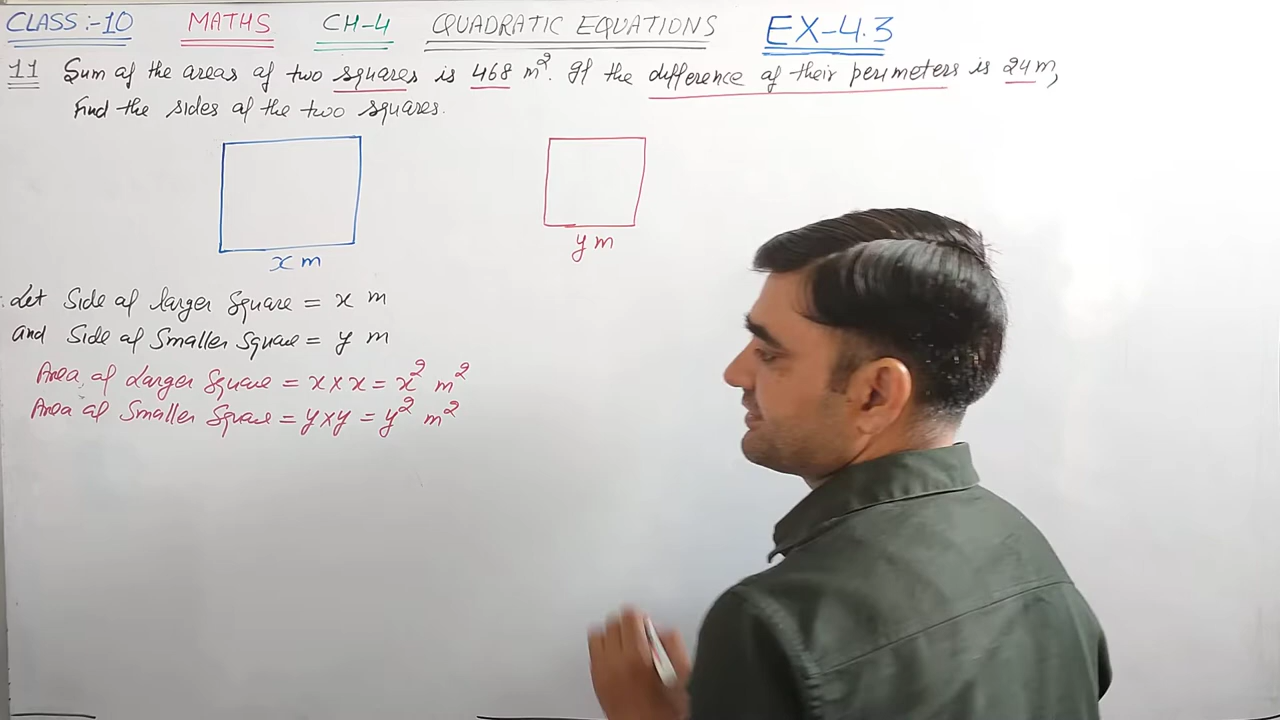 CLASS:-10 MATHS CH-4 QUADRATIC EQUATIONS EX-4.3
11 Sum of the areas of two squares is 468 m². If the difference of their perimeters is 24m,
Find the sides of the two squares.
x m
y m
Let Side of larger Square = x m
and Side of Smaller Square = y m
Area of Larger Square = x × x = x² m²
Area of Smaller Square = y×y = y² m²